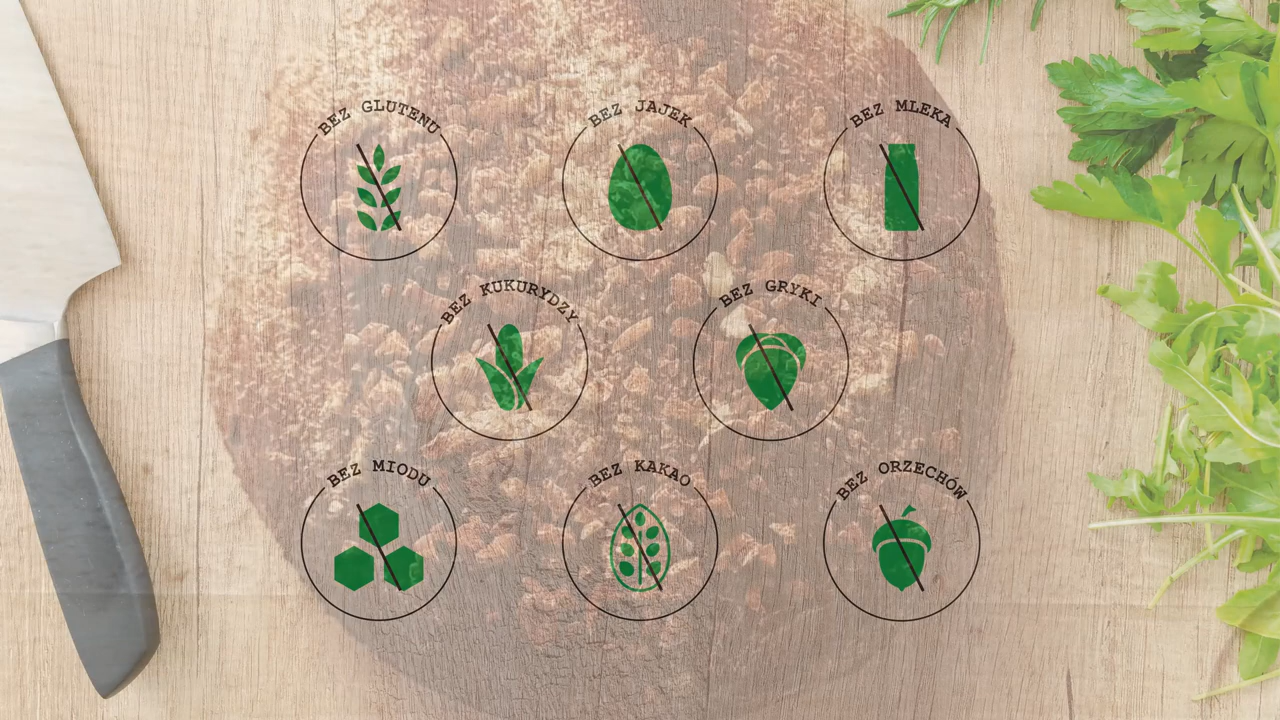 BEZ GLUTENU
BEZ JAJEK
BEZ MLEKA
BEZ KUKURYDZY
BEZ GRYKI
BEZ MIODU
BEZ KAKAO
BEZ ORZECHÓW